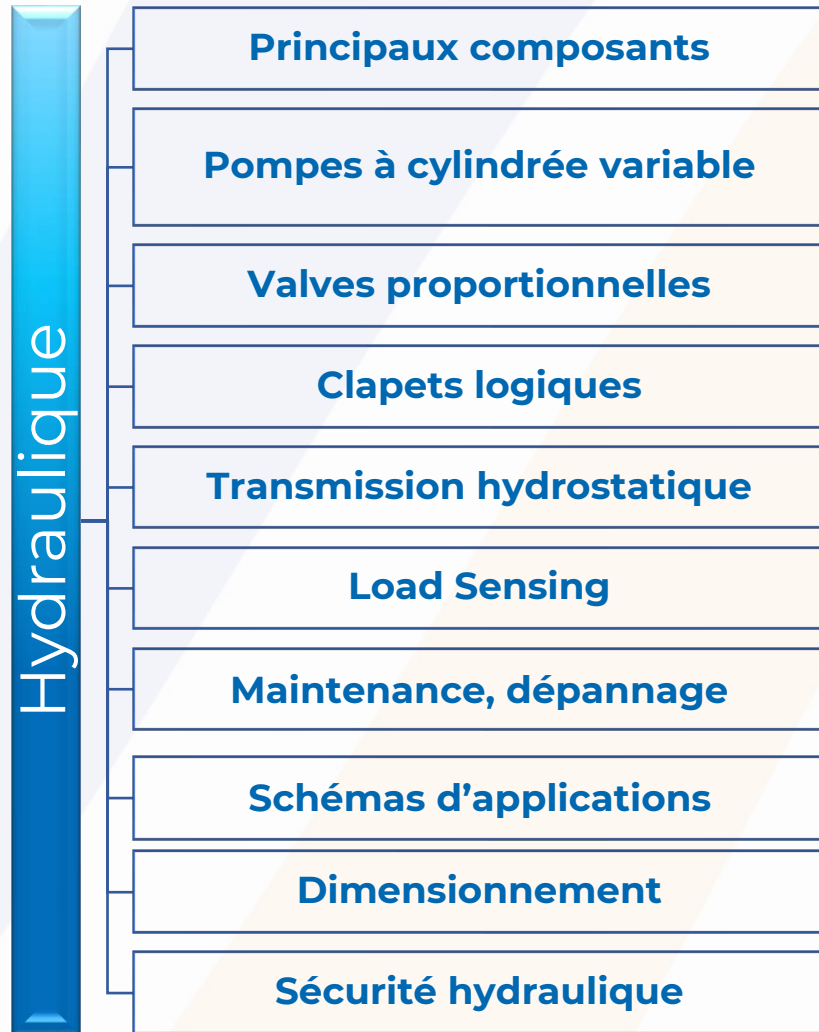 Hydraulique
Principaux composants
Pompes à cylindrée variable
Valves proportionnelles
Clapets logiques
Transmission hydrostatique
Load Sensing
Maintenance, dépannage
Schémas d’applications
Dimensionnement
Sécurité hydraulique